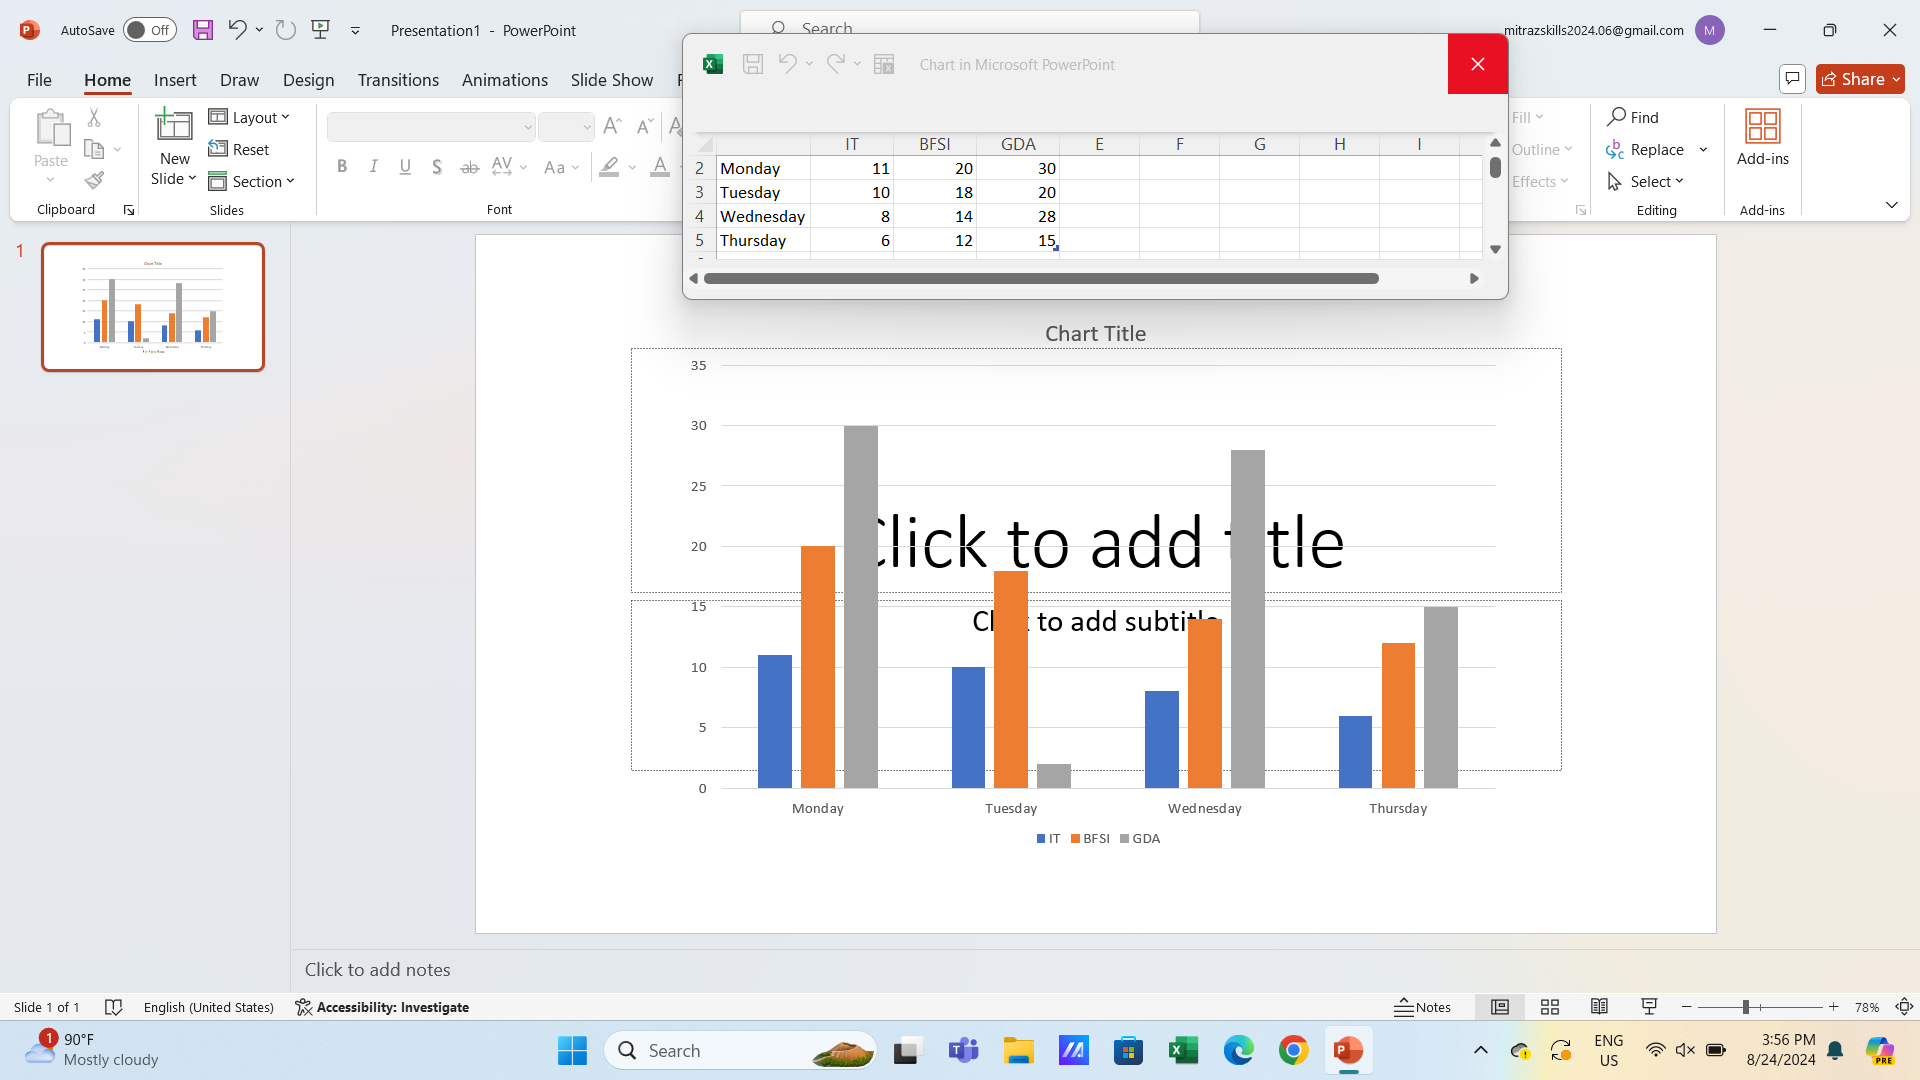 AutoSave Off Presentation1 - PowerPoint Search mitrazskills2024.06@gmail.com M
File Home Insert Draw Design Transitions Animations Slide Show Share
Chart in Microsoft PowerPoint
Paste
New
Slide
Layout
Reset
Section
Clipboard Slides Font
Fill
Outline
Effects
Find
Replace
Select
Editing
Add-ins
Add-ins
IT BFSI GDA E F G H I
2 Monday 11 20 30
3 Tuesday 10 18 20
4 Wednesday 8 14 28
5 Thursday 6 12 15
1
Chart Title
35
30
25
20
15
10
5
0
Click to add title
Click to add subtitle
Monday Tuesday Wednesday Thursday
IT BFSI GDA
Click to add notes
Slide 1 of 1 English (United States) Accessibility: Investigate Notes 78%
1 90°F
Mostly cloudy
Search
ENG
US
3:56 PM
8/24/2024
PRE